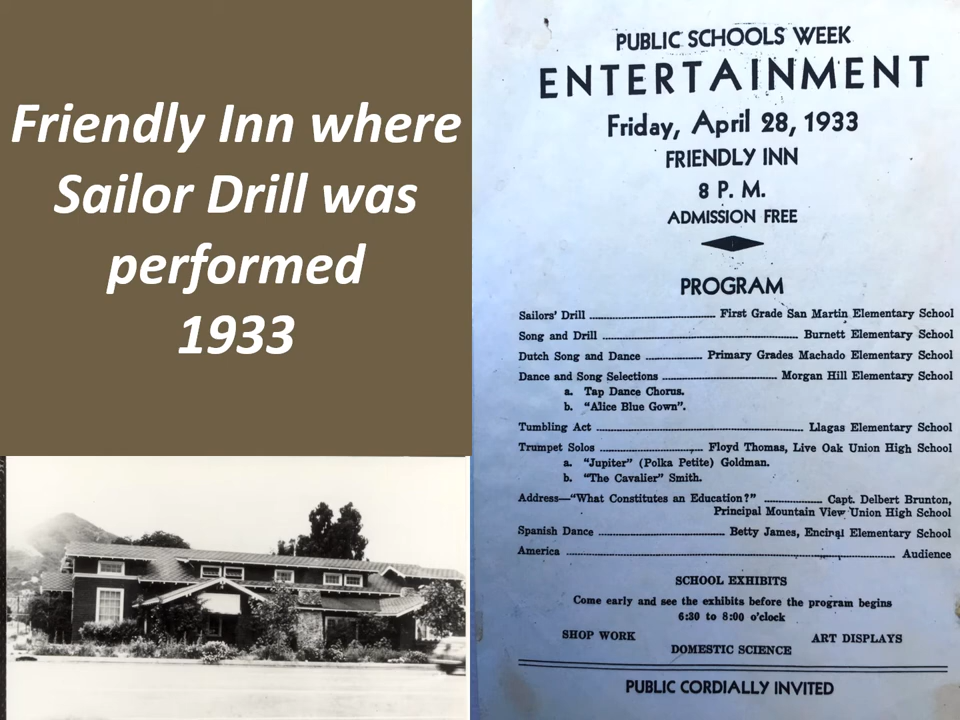 Friendly Inn where
Sailor Drill was
performed
1933
PUBLIC SCHOOLS WEEK
ENTERTAINMENT
Friday, April 28, 1933
FRIENDLY INN
8 P. M.
ADMISSION FREE
PROGRAM
Sailors' Drill ........ First Grade San Martin Elementary School
Song and Drill ........ Burnett Elementary School
Dutch Song and Dance ........ Primary Grades Machado Elementary School
Dance and Song Selections ........ Morgan Hill Elementary School
a. Tap Dance Chorus.
b. "Alice Blue Gown".
Tumbling Act ........ Llagas Elementary School
Trumpet Solos ........ Floyd Thomas, Live Oak Union High School
a. "Jupiter" (Polka Petite) Goldman.
b. "The Cavalier" Smith.
Address—"What Constitutes an Education?" ........ Capt. Delbert Brunton,
Principal Mountain View Union High School
Spanish Dance ........ Betty James, Encinal Elementary School
America ........ Audience
SCHOOL EXHIBITS
Come early and see the exhibits before the program begins
6:30 to 8:00 o'clock
SHOP WORK
ART DISPLAYS
DOMESTIC SCIENCE
PUBLIC CORDIALLY INVITED